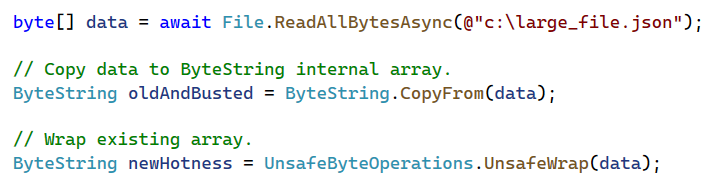 byte[] data = await File.ReadAllBytesAsync(@"c:\large_file.json");
// Copy data to ByteString internal array.
ByteString oldAndBusted = ByteString.CopyFrom(data);
// Wrap existing array.
ByteString newHotness = UnsafeByteOperations.UnsafeWrap(data);